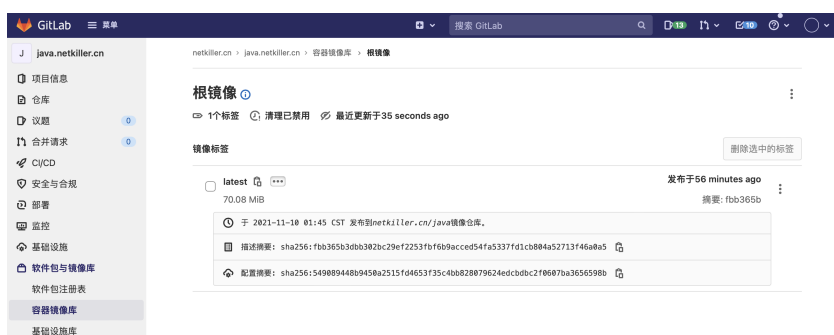 GitLab 菜单 搜索 GitLab 13 10
J java.netkiller.cn
netkiller.cn › java.netkiller.cn › 容器镜像库 › 根镜像
项目信息
仓库
议题 0
合并请求 0
CI/CD
安全与合规
部署
监控
基础设施
软件包与镜像库
软件包注册表
容器镜像库
基础设施库
根镜像
1个标签 清理已禁用 最近更新于35 seconds ago
镜像标签 删除选中的标签
latest 发布于56 minutes ago
70.08 MiB 摘要: fbb365b
于 2021-11-10 01:45 CST 发布到netkiller.cn/java镜像仓库.
描述摘要: sha256:fbb365b3dbb302bc29ef2253fbf6b9acced54fa5337fd1cb804a52713f46a0a5
配置摘要: sha256:549089448b9450a2515fd4653f35c4bb828079624edcbdbc2f0607ba3656598b